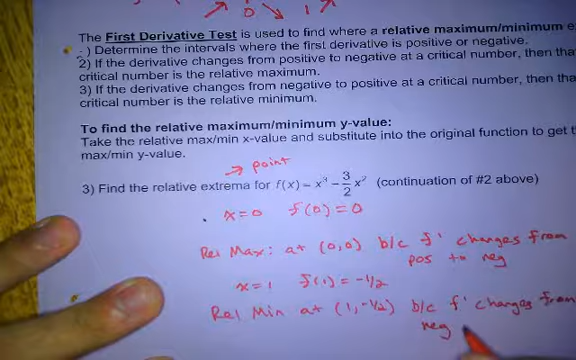 0 1
The First Derivative Test is used to find where a relative maximum/minimum
) Determine the intervals where the first derivative is positive or negative.
2) If the derivative changes from positive to negative at a critical number, then
critical number is the relative maximum.
3) If the derivative changes from negative to positive at a critical number, then
critical number is the relative minimum.
To find the relative maximum/minimum y-value:
Take the relative max/min x-value and substitute into the original function to get
max/min y-value.
→ point
3) Find the relative extrema for f(x) = x³ − 3/2 x² (continuation of #2 above)
x=0 f(0)=0
Rel Max: at (0,0) b/c f' changes from
pos to neg
x=1 f(1) = -1/2
Rel Min at (1,-1/2) b/c f' changes from
neg